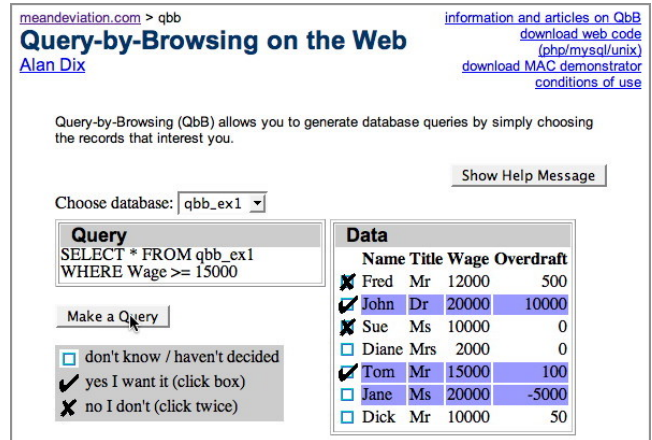 meandeviation.com > qbb
Query-by-Browsing on the Web
Alan Dix
information and articles on QbB
download web code
(php/mysql/unix)
download MAC demonstrator
conditions of use
Query-by-Browsing (QbB) allows you to generate database queries by simply choosing
the records that interest you.
Show Help Message
Choose database: qbb_ex1
Query
SELECT * FROM qbb_ex1
WHERE Wage >= 15000
Make a Query
don't know / haven't decided
yes I want it (click box)
no I don't (click twice)
Data
Name Title Wage Overdraft
Fred Mr 12000 500
John Dr 20000 10000
Sue Ms 10000 0
Diane Mrs 2000 0
Tom Mr 15000 100
Jane Ms 20000 -5000
Dick Mr 10000 50